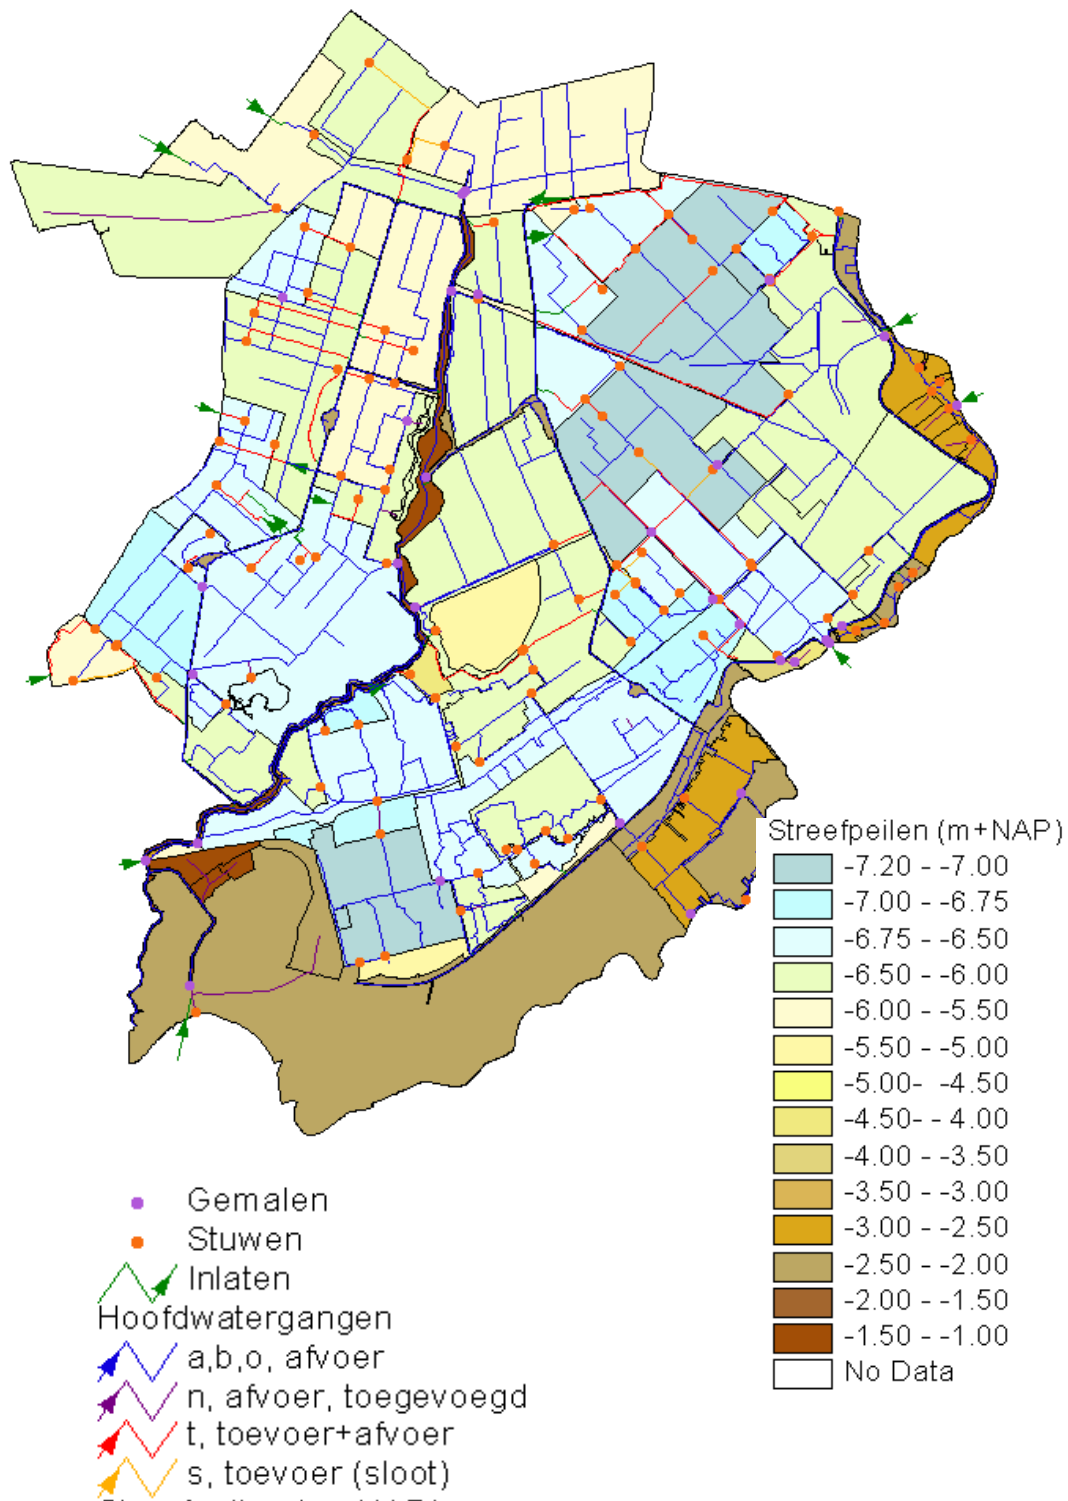 Streefpeilen (m+NAP)
-7.20 - -7.00
-7.00 - -6.75
-6.75 - -6.50
-6.50 - -6.00
-6.00 - -5.50
-5.50 - -5.00
-5.00- -4.50
-4.50- -4.00
-4.00 - -3.50
-3.50 - -3.00
-3.00 - -2.50
-2.50 - -2.00
-2.00 - -1.50
-1.50 - -1.00
No Data
Gemalen
Stuwen
Inlaten
Hoofdwatergangen
a,b,o, afvoer
n, afvoer, toegevoegd
t, toevoer+afvoer
s, toevoer (sloot)